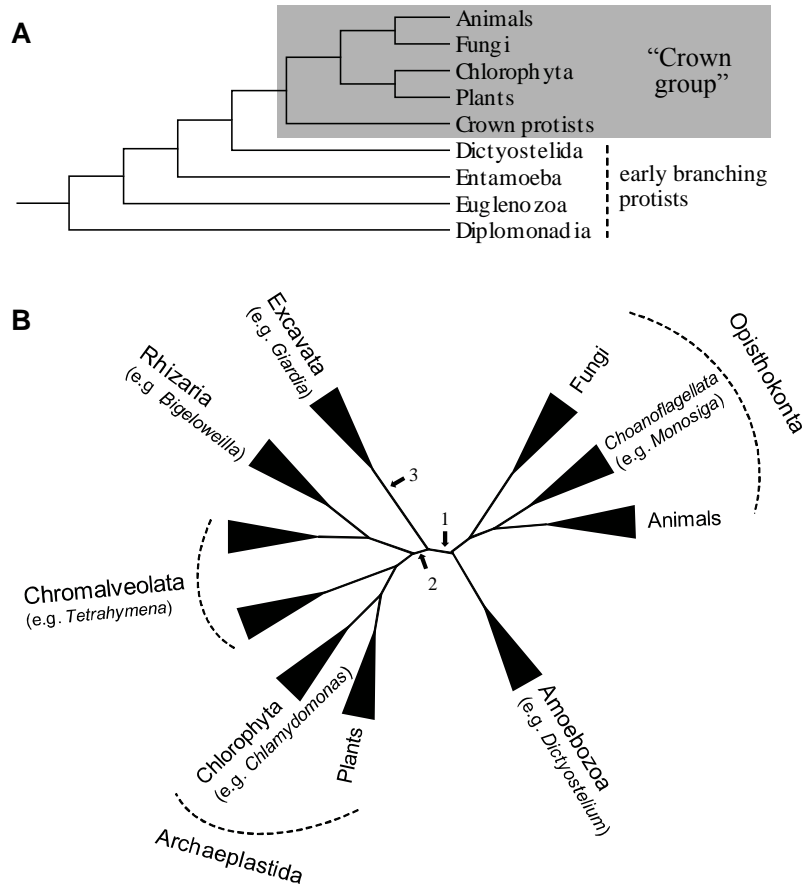 A
Animals
Fungi
Chlorophyta
Plants
Crown protists
Dictyostelida
Entamoeba
Euglenozoa
Diplomonadia
“Crown
group”
early branching
protists
B
Excavata
(e.g. Giardia)
Rhizaria
(e.g Bigeloweilla)
Chromalveolata
(e.g. Tetrahymena)
Chlorophyta
(e.g. Chlamydomonas)
Plants
Archaeplastida
Fungi
Choanoflagellata
(e.g. Monosiga)
Animals
Opisthokonta
Amoebozoa
(e.g. Dictyostelium)
1
2
3